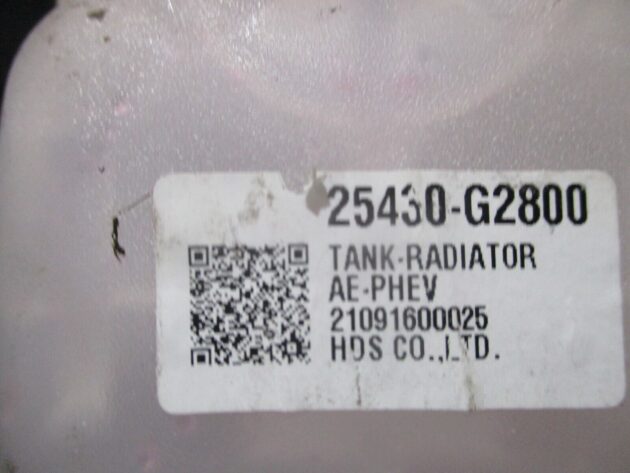 25430-G2800
TANK-RADIATOR
AE-PHEV
21091600025
HDS CO.,LTD.